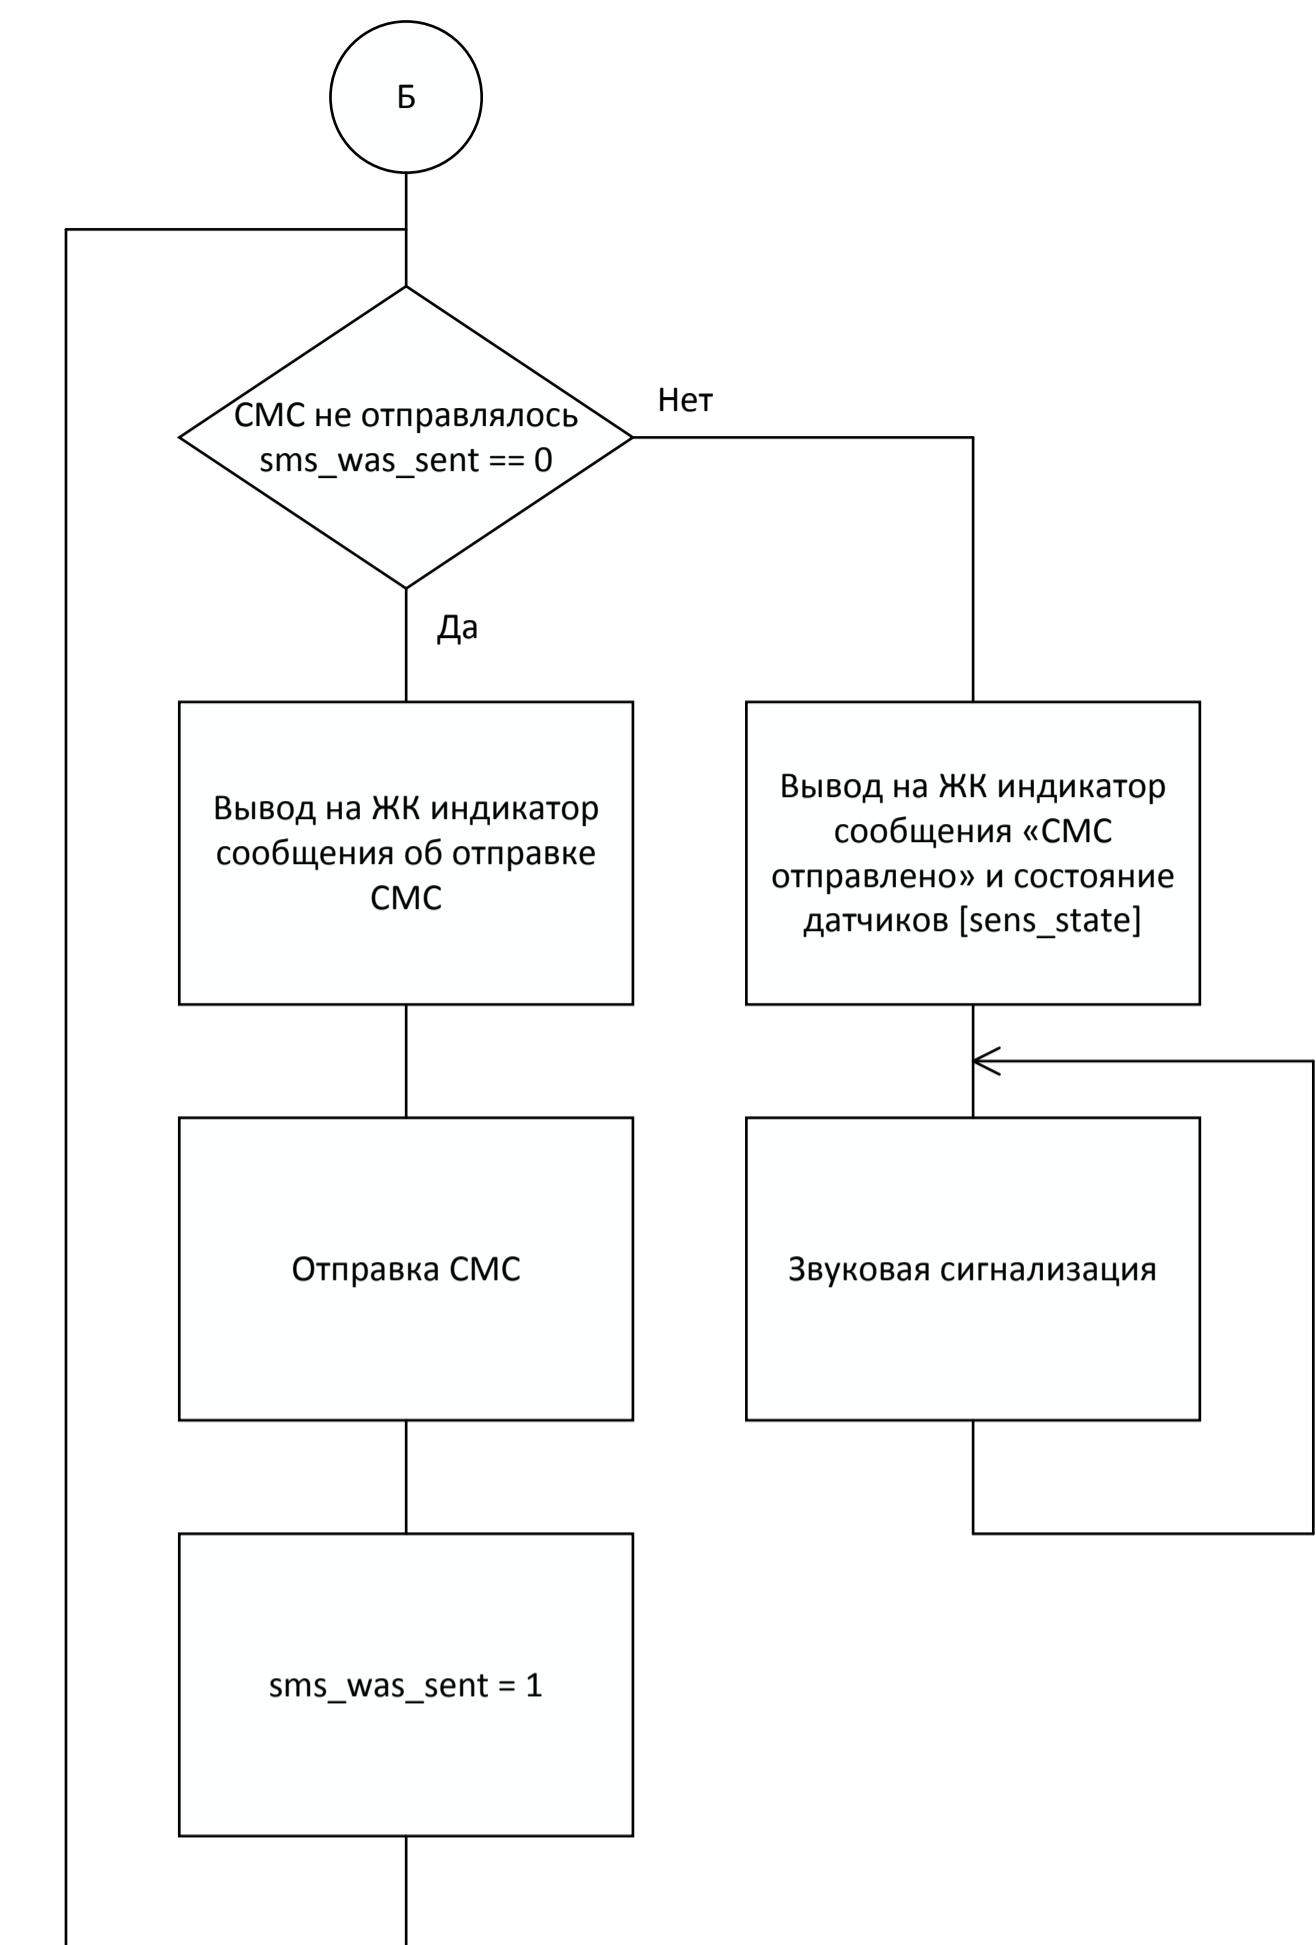 Б
СМС не отправлялось
sms_was_sent == 0
Нет
Да
Вывод на ЖК индикатор
сообщения об отправке
СМС
Вывод на ЖК индикатор
сообщения «СМС
отправлено» и состояние
датчиков [sens_state]
Отправка СМС
Звуковая сигнализация
sms_was_sent = 1